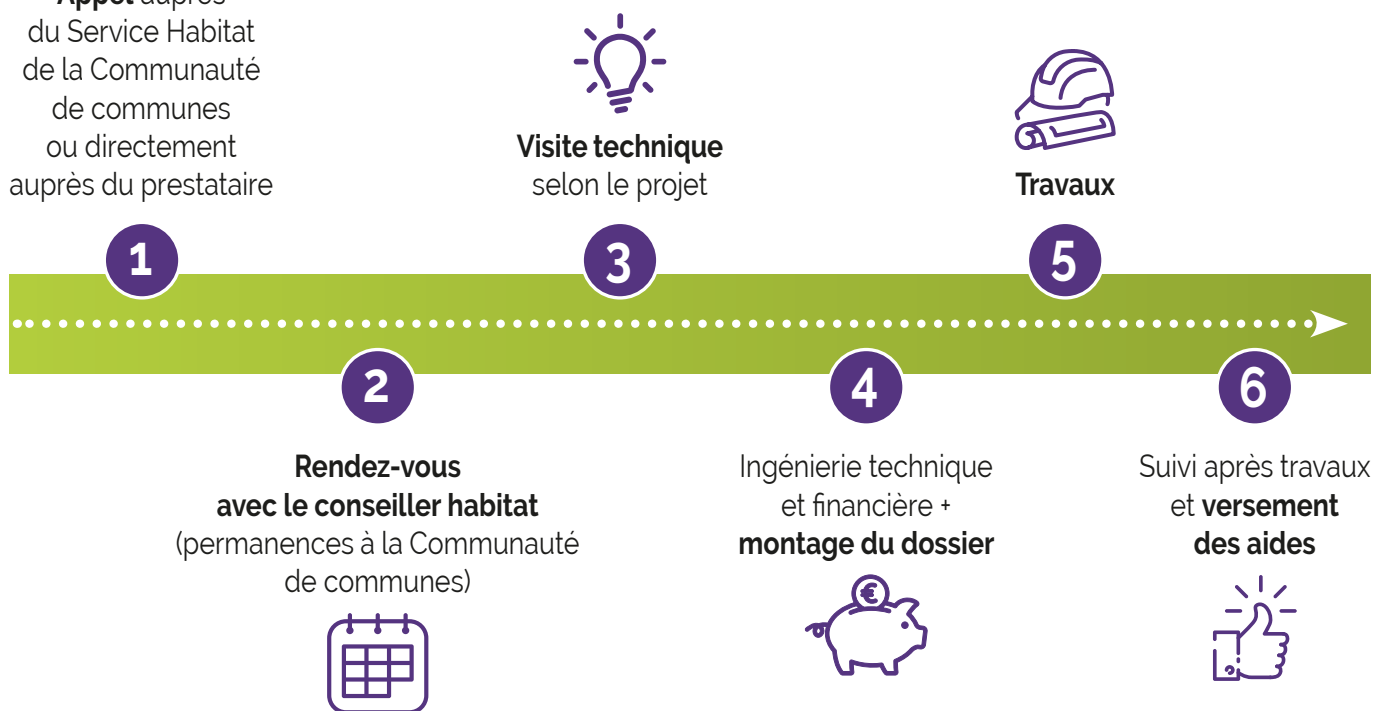 Appel auprès
du Service Habitat
de la Communauté
de communes
ou directement
auprès du prestataire
1
2
Rendez-vous
avec le conseiller habitat
(permanences à la Communauté
de communes)
Visite technique
selon le projet
3
4
Ingénierie technique
et financière +
montage du dossier
€
Travaux
5
6
Suivi après travaux
et versement
des aides